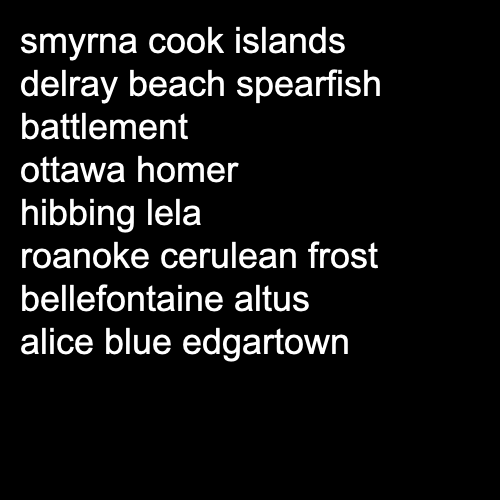 smyrna cook islands
delray beach spearfish
battlement
ottawa homer
hibbing lela
roanoke cerulean frost
bellefontaine altus
alice blue edgartown